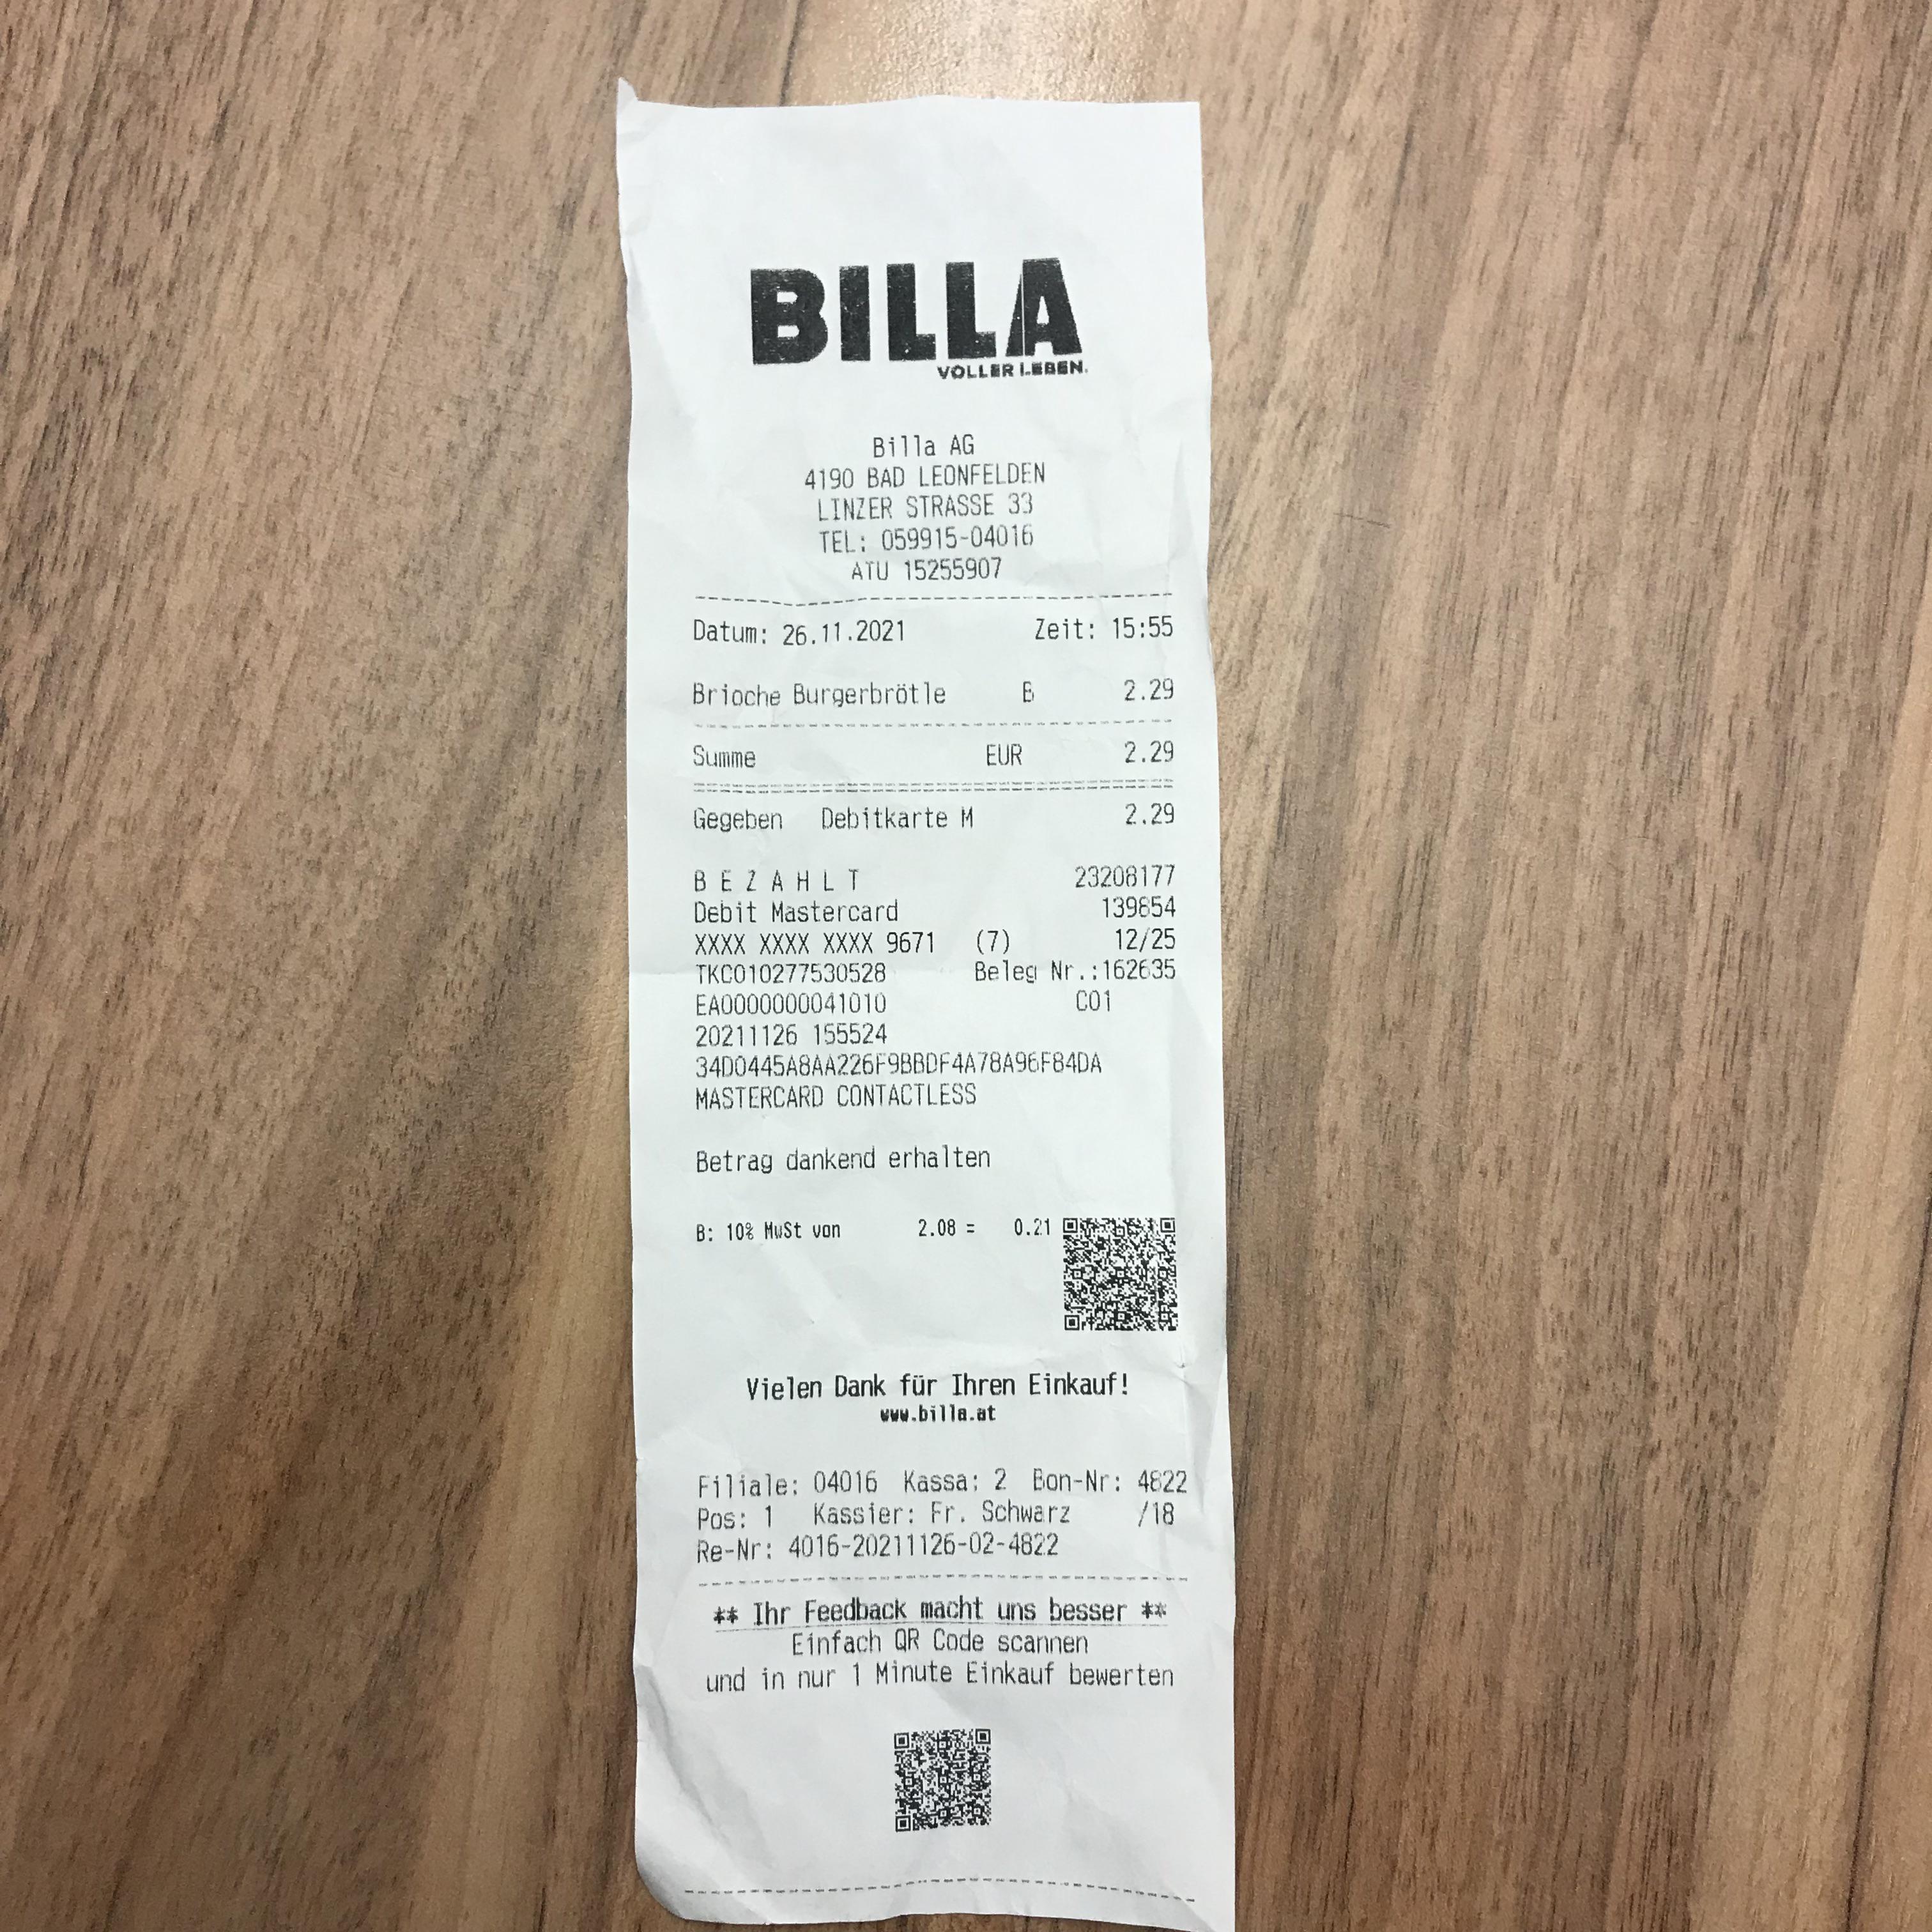 BILLA
VOLLER LEBEN.
Billa AG
4190 BAD LEONFELDEN
LINZER STRASSE 33
TEL: 059915-04016
ATU 15255907
Datum: 26.11.2021 Zeit: 15:55
Brioche Burgerbrötle B 2.29
Summe EUR 2.29
Gegeben Debitkarte M 2.29
B E Z A H L T 23208177
Debit Mastercard 139654
XXXX XXXX XXXX 9671 (7) 12/25
TKC010277530528 Beleg Nr.:162635
EA0000000041010 C01
20211126 155524
34D0445A8AA226F9BBDF4A78A96F84DA
MASTERCARD CONTACTLESS
Betrag dankend erhalten
B: 10% MwSt von 2.08 = 0.21
Vielen Dank für Ihren Einkauf!
www.billa.at
Filiale: 04016 Kassa: 2 Bon-Nr: 4822
Pos: 1 Kassier: Fr. Schwarz /18
Re-Nr: 4016-20211126-02-4822
** Ihr Feedback macht uns besser **
Einfach QR Code scannen
und in nur 1 Minute Einkauf bewerten